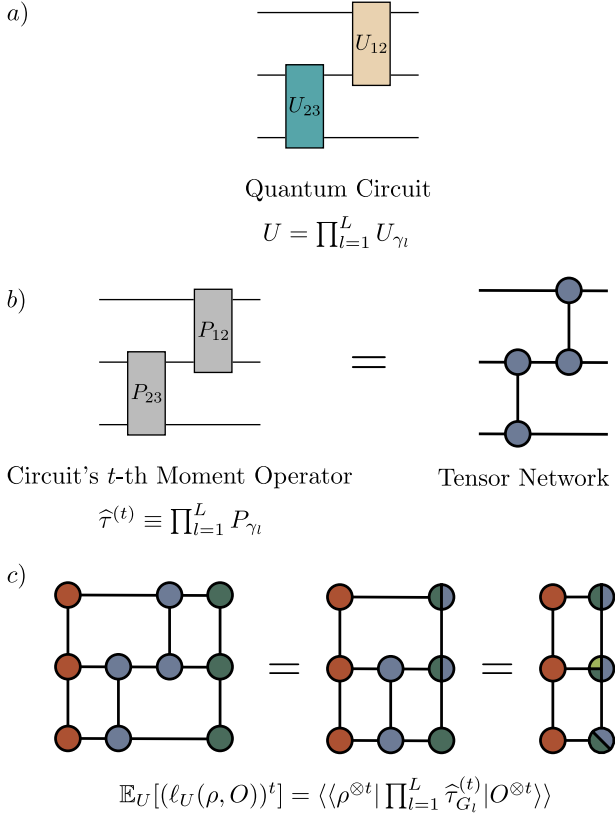 a)
U₁₂
U₂₃
Quantum Circuit
U = ∏_{l=1}^{L} U_{γ_l}
b)
P₁₂
P₂₃
=
Circuit's t-th Moment Operator
Tensor Network
τ̂^{(t)} ≡ ∏_{l=1}^{L} P_{γ_l}
c)
= =
𝔼_U[(ℓ_U(ρ, O))^t] = ⟨⟨ρ^{⊗t}| ∏_{l=1}^{L} τ̂_{G_l}^{(t)} |O^{⊗t}⟩⟩